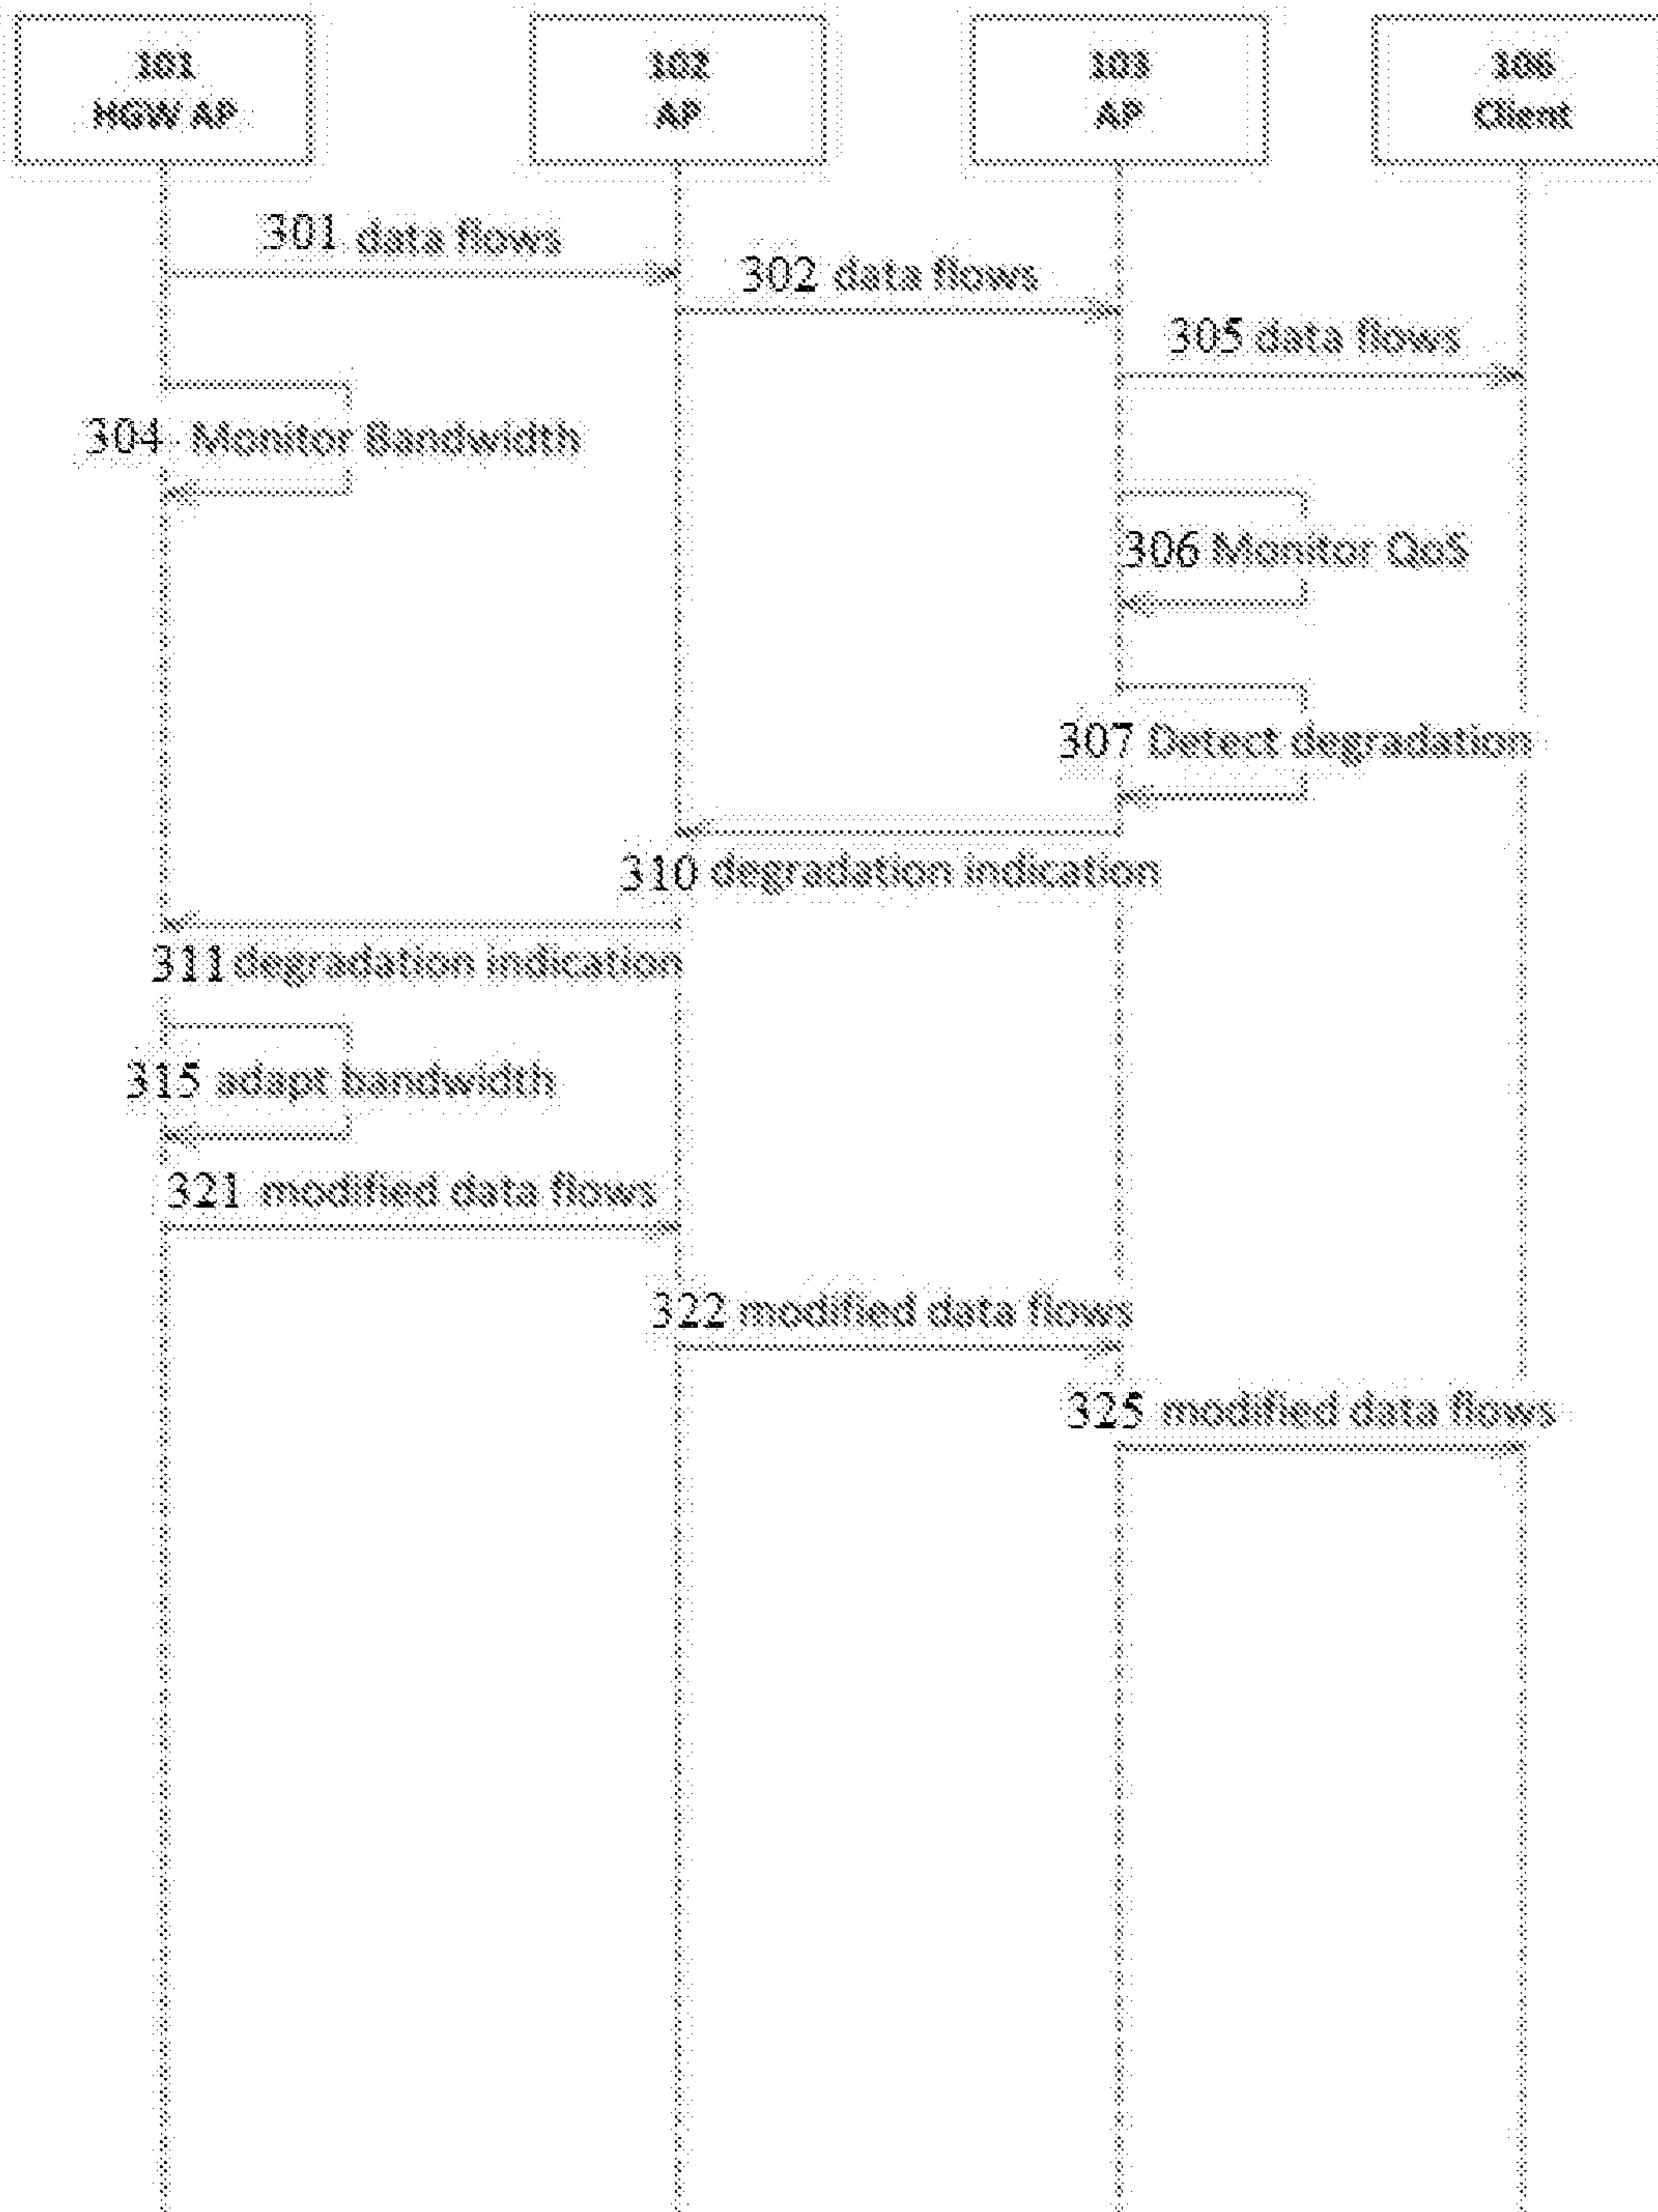 101
HGW AP
102
AP
103
AP
106
Client
301 data flows
302 data flows
305 data flows
304 Monitor Bandwidth
306 Monitor QoS
307 Detect degradation
310 degradation indication
311 degradation indication
315 adapt bandwidth
321 modified data flows
322 modified data flows
325 modified data flows